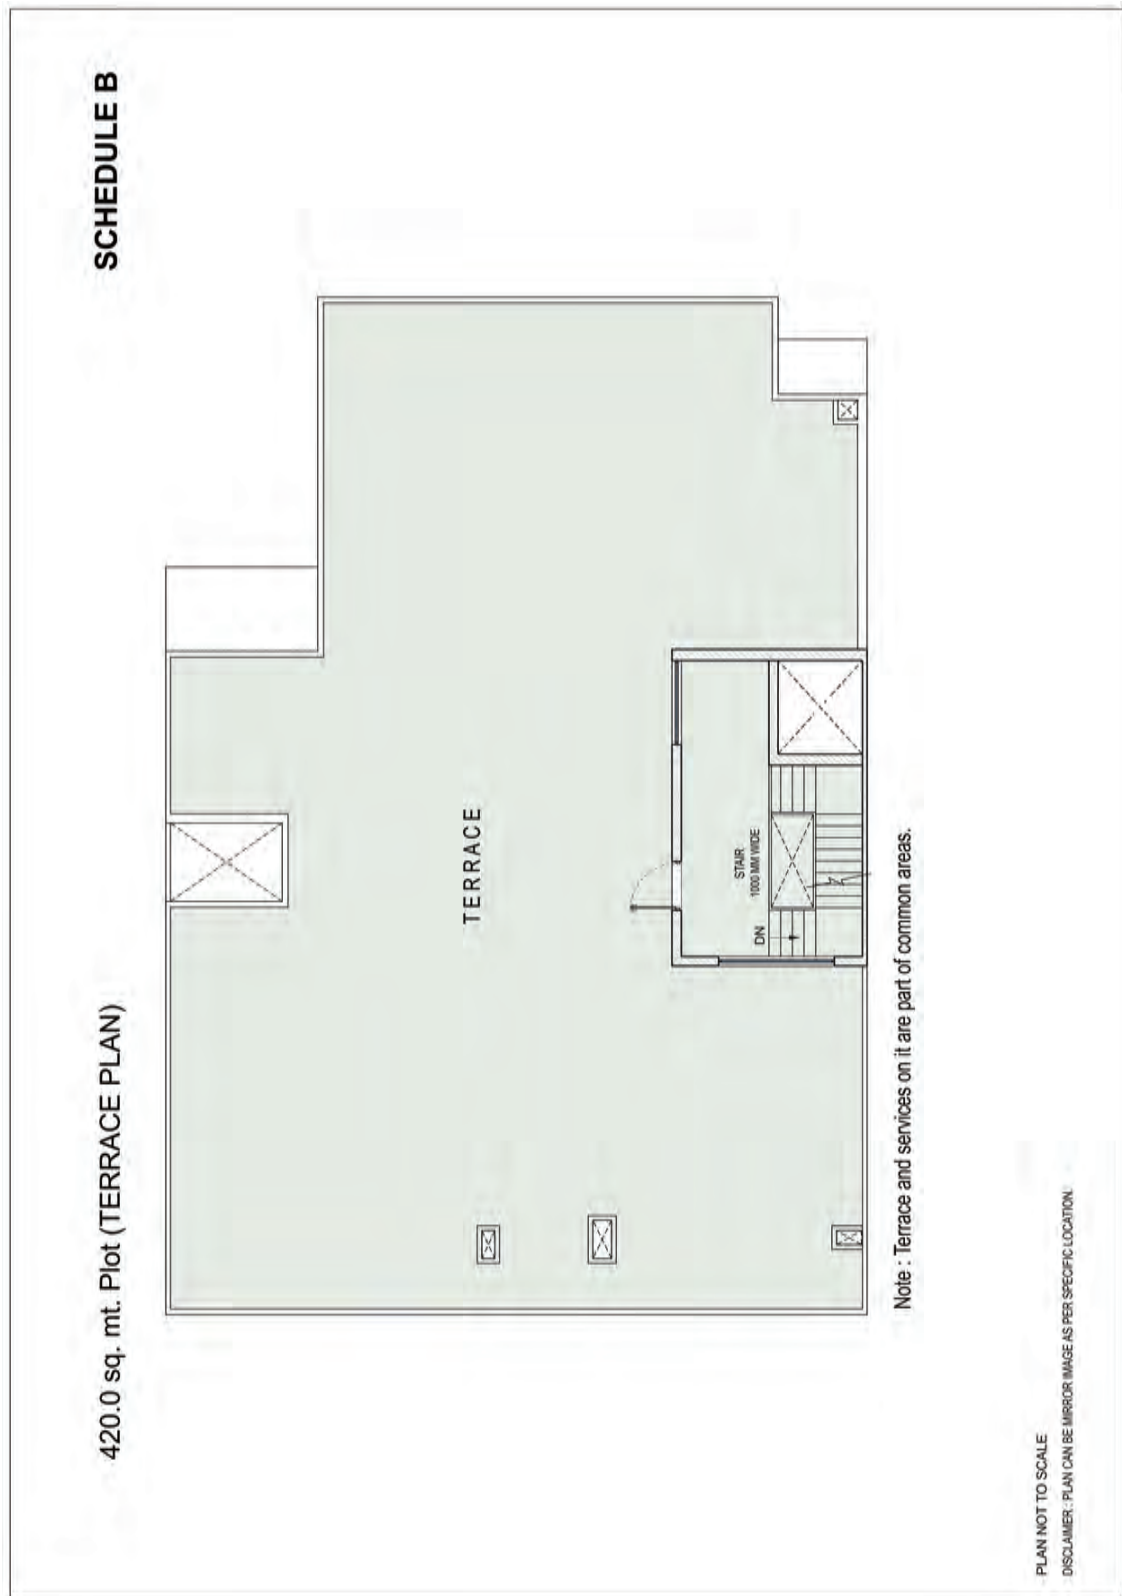 420.0 sq. mt. Plot (TERRACE PLAN)
SCHEDULE B
TERRACE
STAIR
1000 MM WIDE
DN
Note : Terrace and services on it are part of common areas.
PLAN NOT TO SCALE
DISCLAIMER : PLAN CAN BE MIRROR IMAGE AS PER SPECIFIC LOCATION.